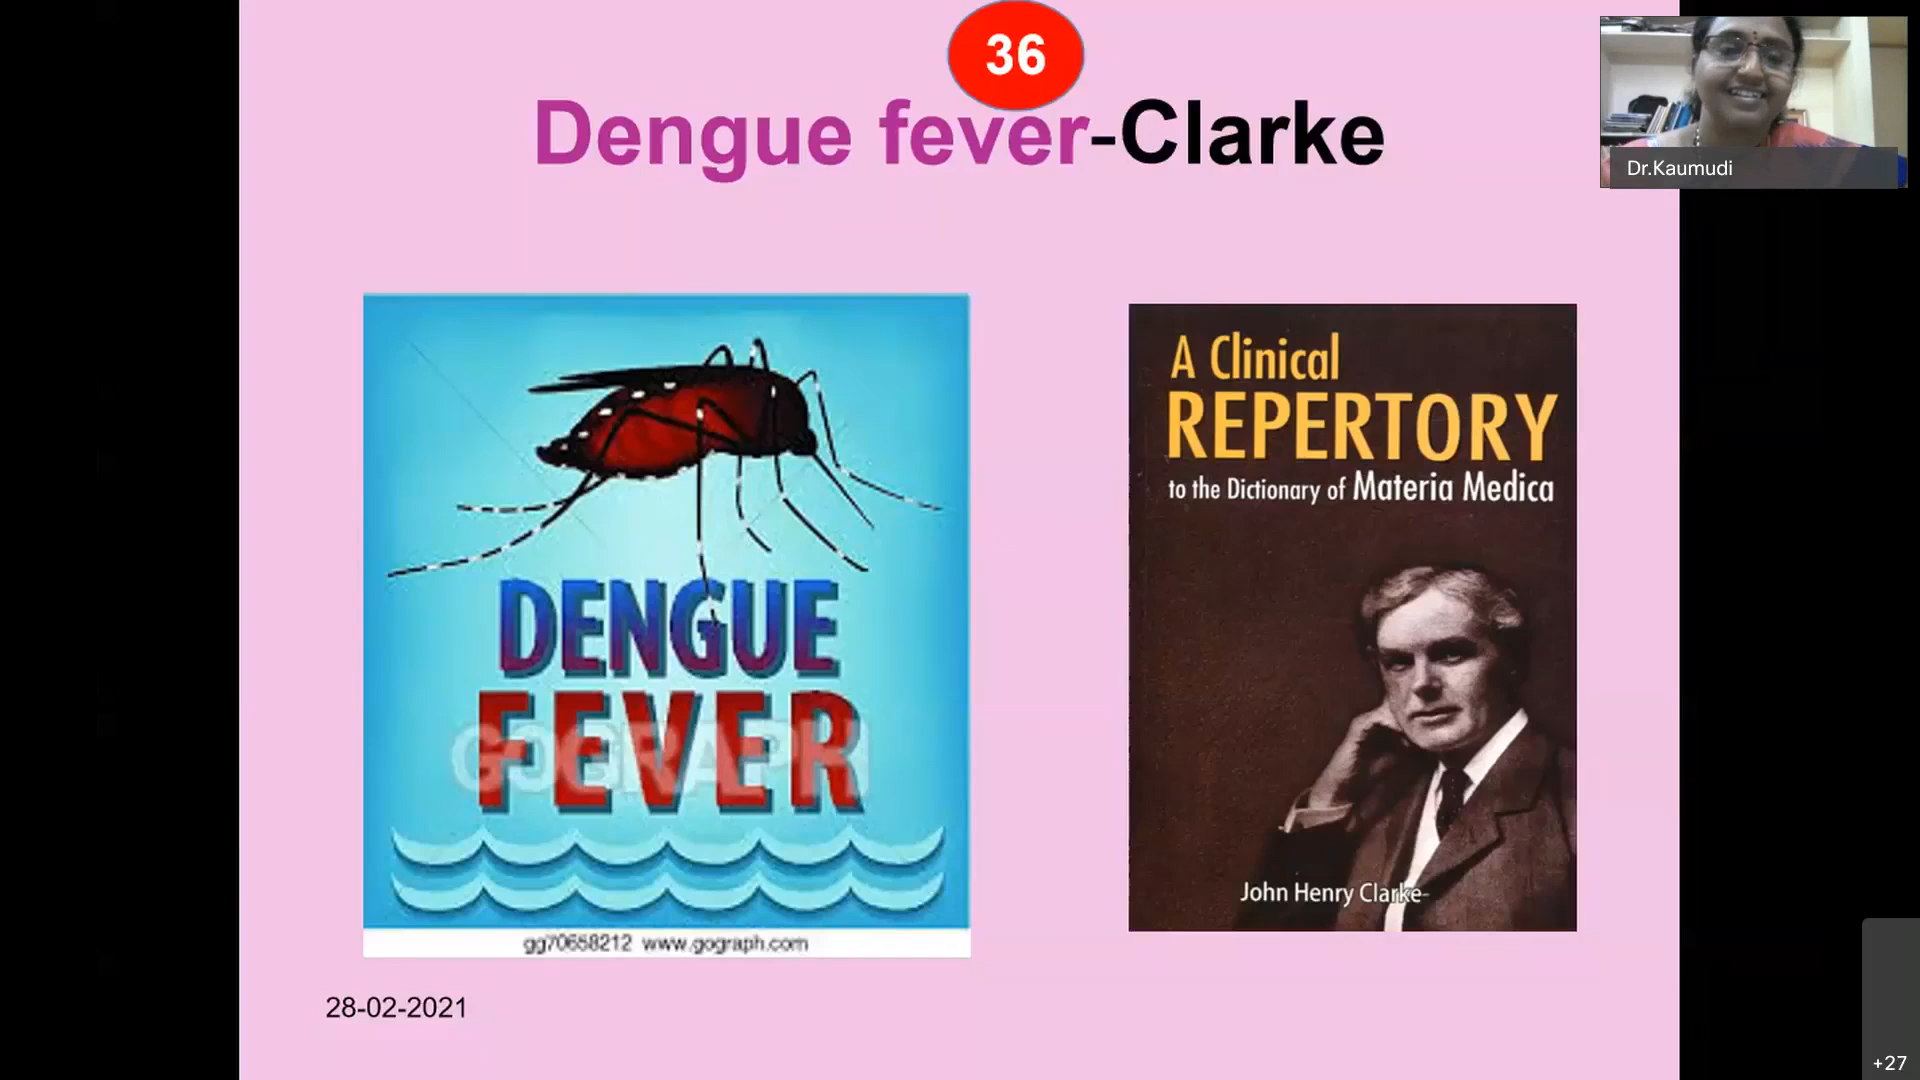 36
Dengue fever-Clarke
Dr.Kaumudi
DENGUE
FEVER
GOGRAPH
gg70658212 www.gograph.com
A Clinical
REPERTORY
to the Dictionary of Materia Medica
John Henry Clarke
28-02-2021
+27